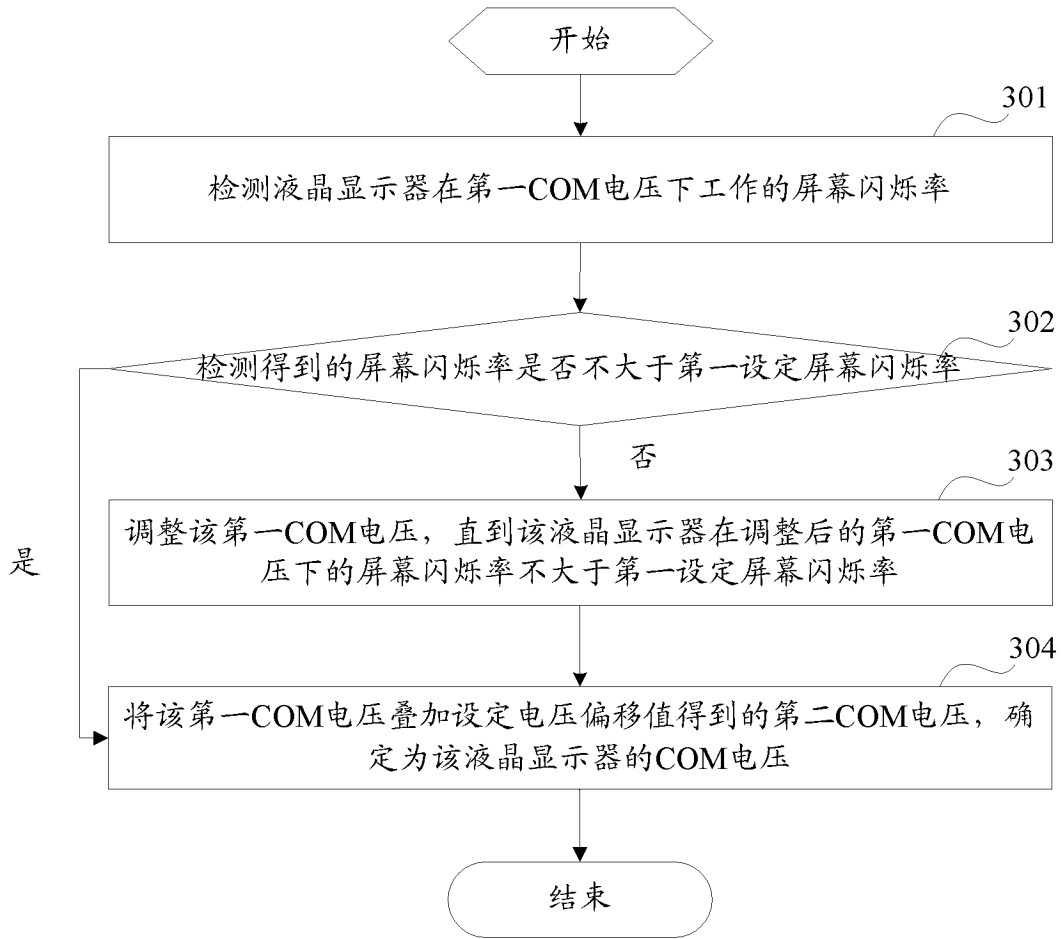 开始
301
检测液晶显示器在第一COM电压下工作的屏幕闪烁率
302
检测得到的屏幕闪烁率是否不大于第一设定屏幕闪烁率
否
303
调整该第一COM电压，直到该液晶显示器在调整后的第一COM电
压下的屏幕闪烁率不大于第一设定屏幕闪烁率
是
304
将该第一COM电压叠加设定电压偏移值得到的第二COM电压，确
定为该液晶显示器的COM电压
结束